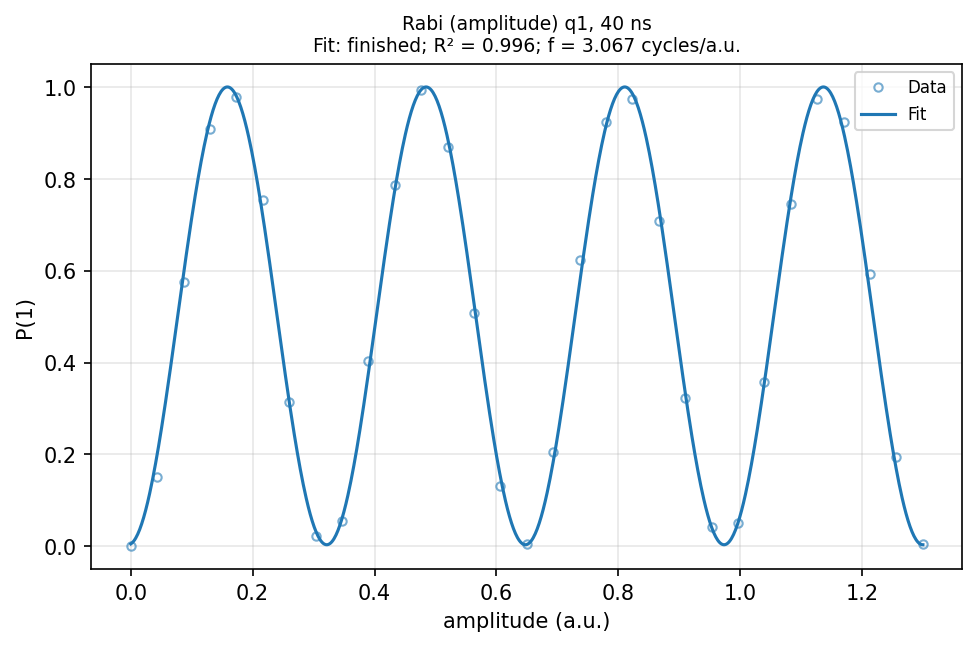 Rabi (amplitude) q1, 40 ns
Fit: finished; R² = 0.996; f = 3.067 cycles/a.u.
Data
Fit
1.0
0.8
0.6
0.4
0.2
0.0
P(1)
0.0 0.2 0.4 0.6 0.8 1.0 1.2
amplitude (a.u.)